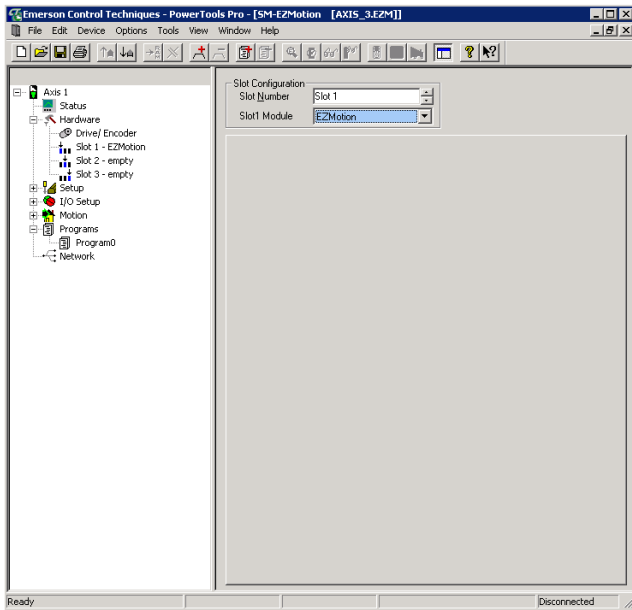 Emerson Control Techniques - PowerTools Pro - [SM-EZMotion [AXIS_3.EZM]]
File Edit Device Options Tools View Window Help
Axis 1
Status
Hardware
Drive/ Encoder
Slot 1 - EZMotion
Slot 2 - empty
Slot 3 - empty
Setup
I/O Setup
Motion
Programs
Program0
Network
Slot Configuration
Slot Number Slot 1
Slot1 Module EZMotion
Ready Disconnected